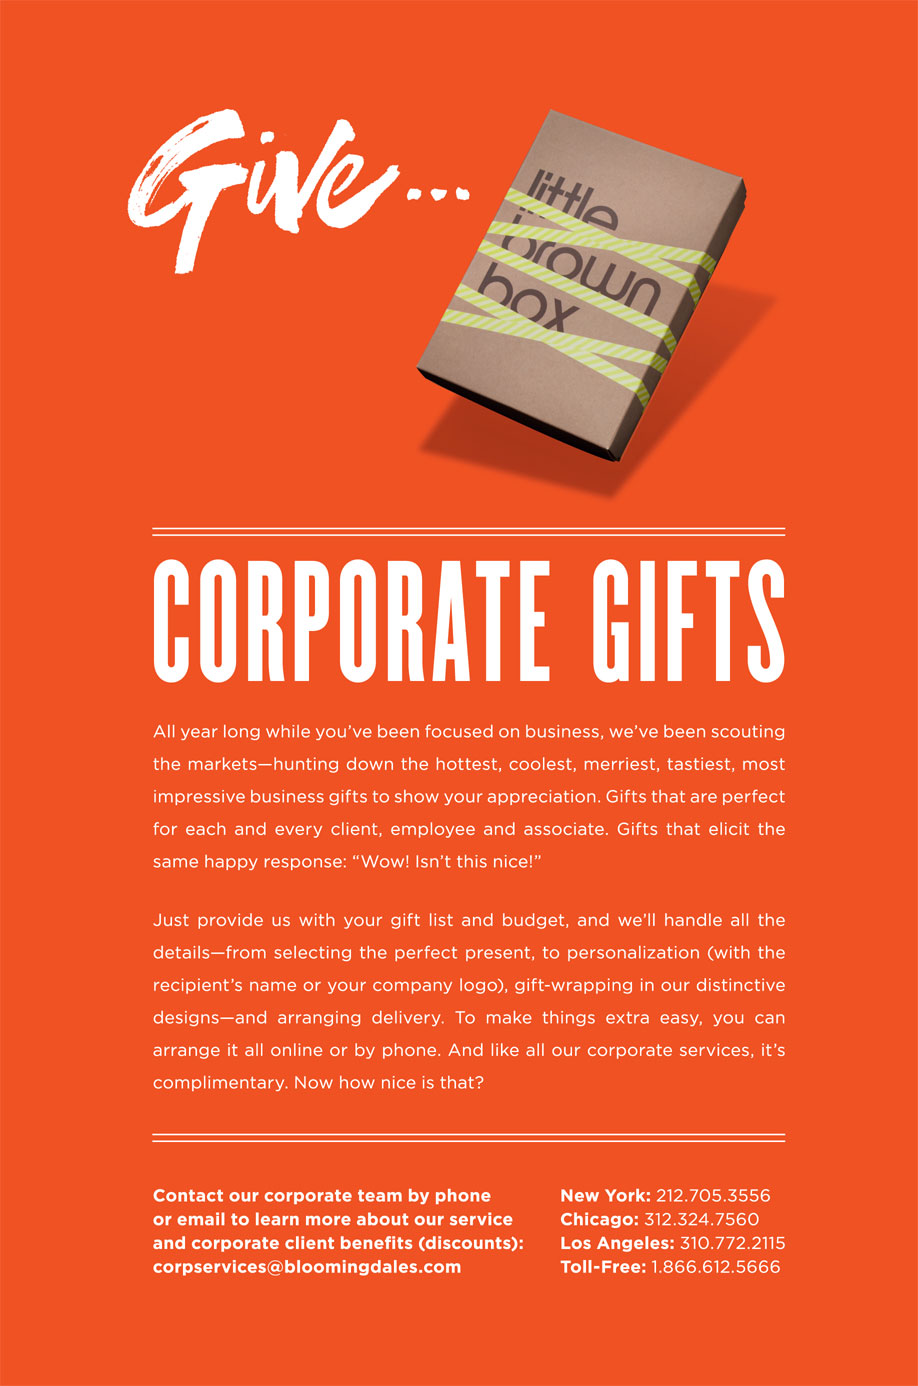 Give...
little
brown
box
CORPORATE GIFTS
All year long while you’ve been focused on business, we’ve been scouting
the markets—hunting down the hottest, coolest, merriest, tastiest, most
impressive business gifts to show your appreciation. Gifts that are perfect
for each and every client, employee and associate. Gifts that elicit the
same happy response: “Wow! Isn’t this nice!”
Just provide us with your gift list and budget, and we’ll handle all the
details—from selecting the perfect present, to personalization (with the
recipient’s name or your company logo), gift-wrapping in our distinctive
designs—and arranging delivery. To make things extra easy, you can
arrange it all online or by phone. And like all our corporate services, it’s
complimentary. Now how nice is that?
Contact our corporate team by phone
or email to learn more about our service
and corporate client benefits (discounts):
corpservices@bloomingdales.com
New York: 212.705.3556
Chicago: 312.324.7560
Los Angeles: 310.772.2115
Toll-Free: 1.866.612.5666